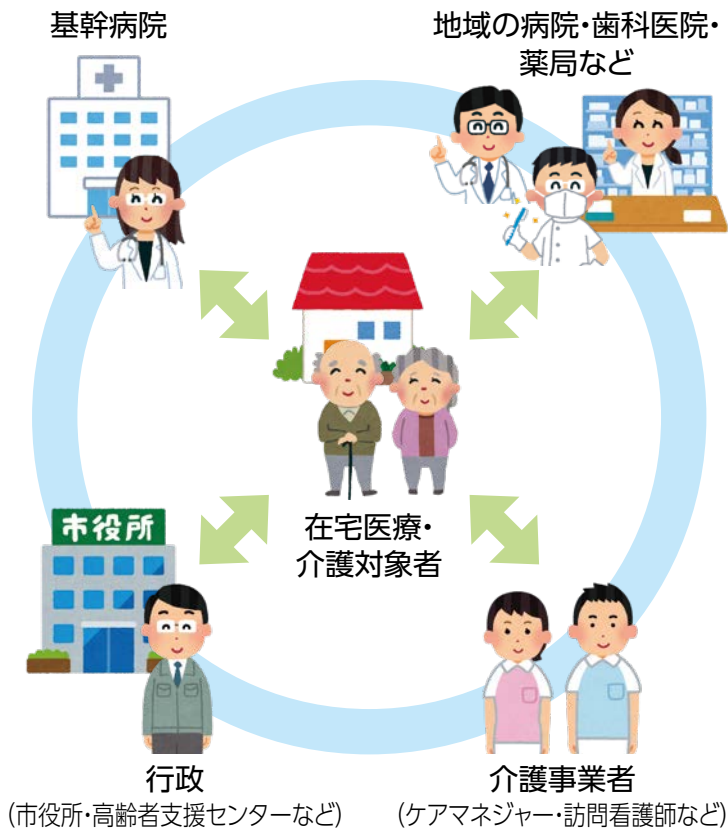 基幹病院
地域の病院・歯科医院・
薬局など
在宅医療・
介護対象者
市役所
行政
(市役所・高齢者支援センターなど)
介護事業者
(ケアマネジャー・訪問看護師など)